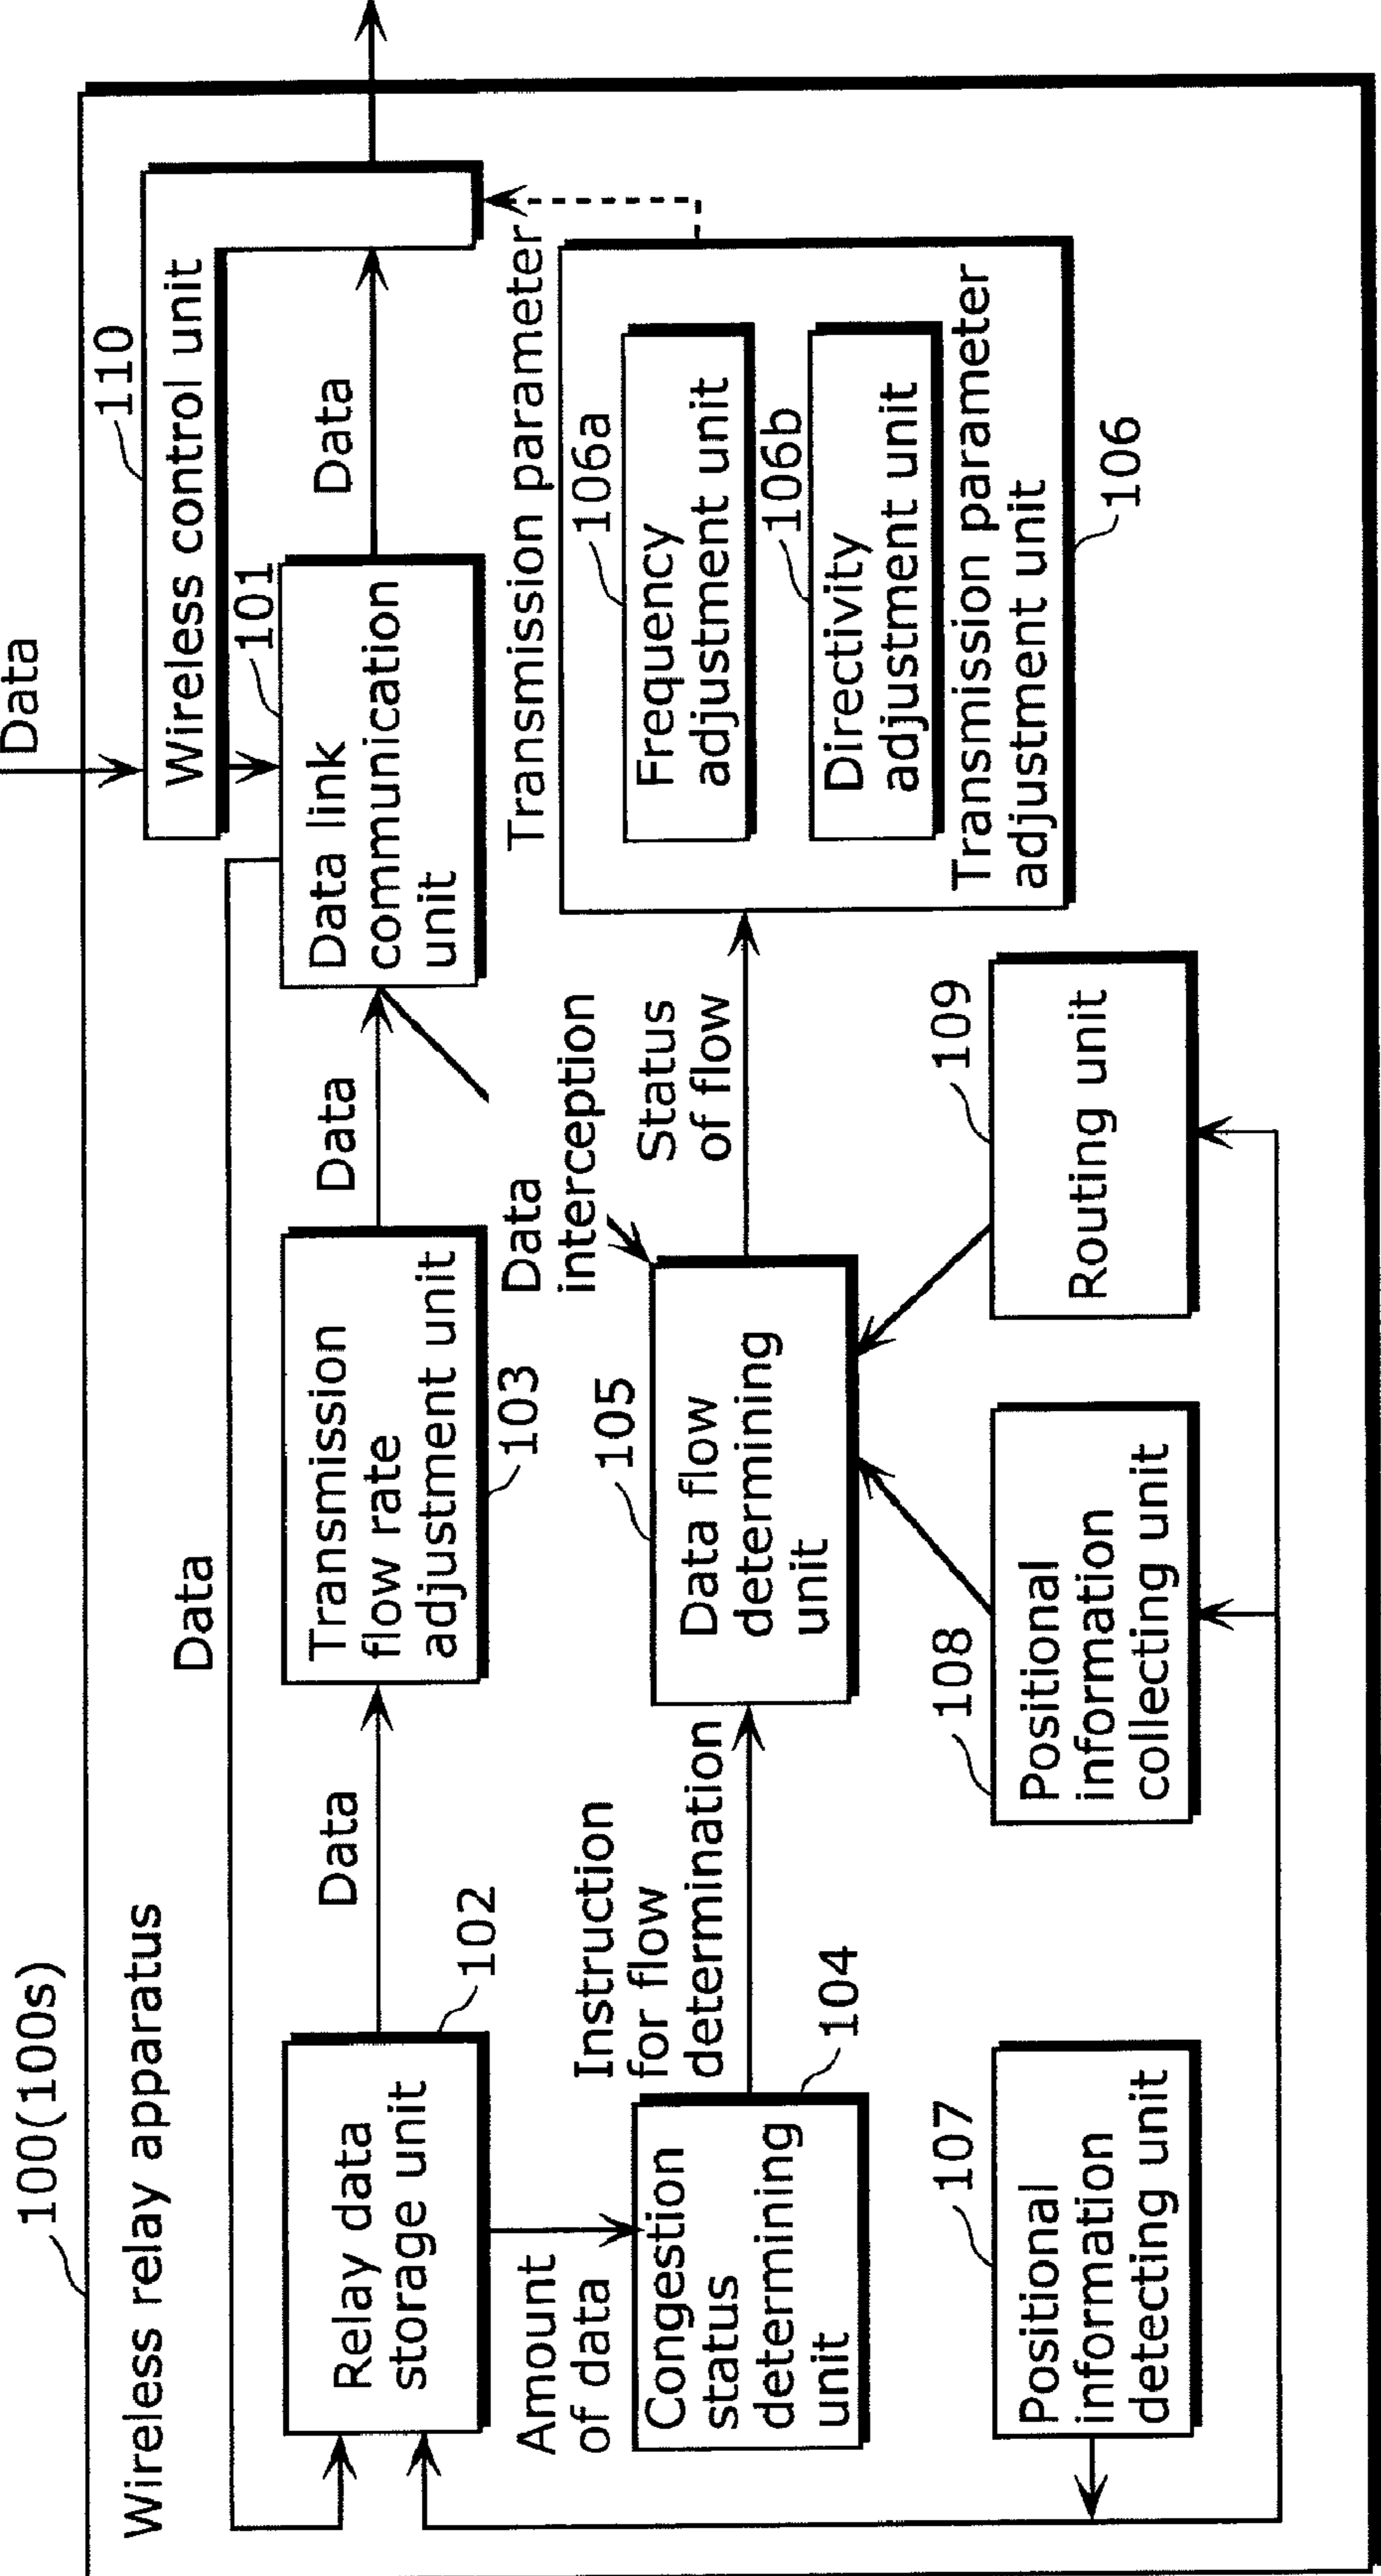 100(100s)
Wireless relay apparatus
Data
110
Wireless control unit
Data
101
Data link
communication
unit
Data
Data
Transmission
flow rate
adjustment unit
103
Data
Relay data
storage unit
102
Amount
of data
Congestion
status
determining
unit
104
Instruction
for flow
determination
105
Data flow
determining
unit
Data
interception
Status
of flow
Transmission parameter
106a
Frequency
adjustment unit
106b
Directivity
adjustment unit
Transmission parameter
adjustment unit
106
107
Positional
information
detecting unit
108
Positional
information
collecting unit
109
Routing unit
Data